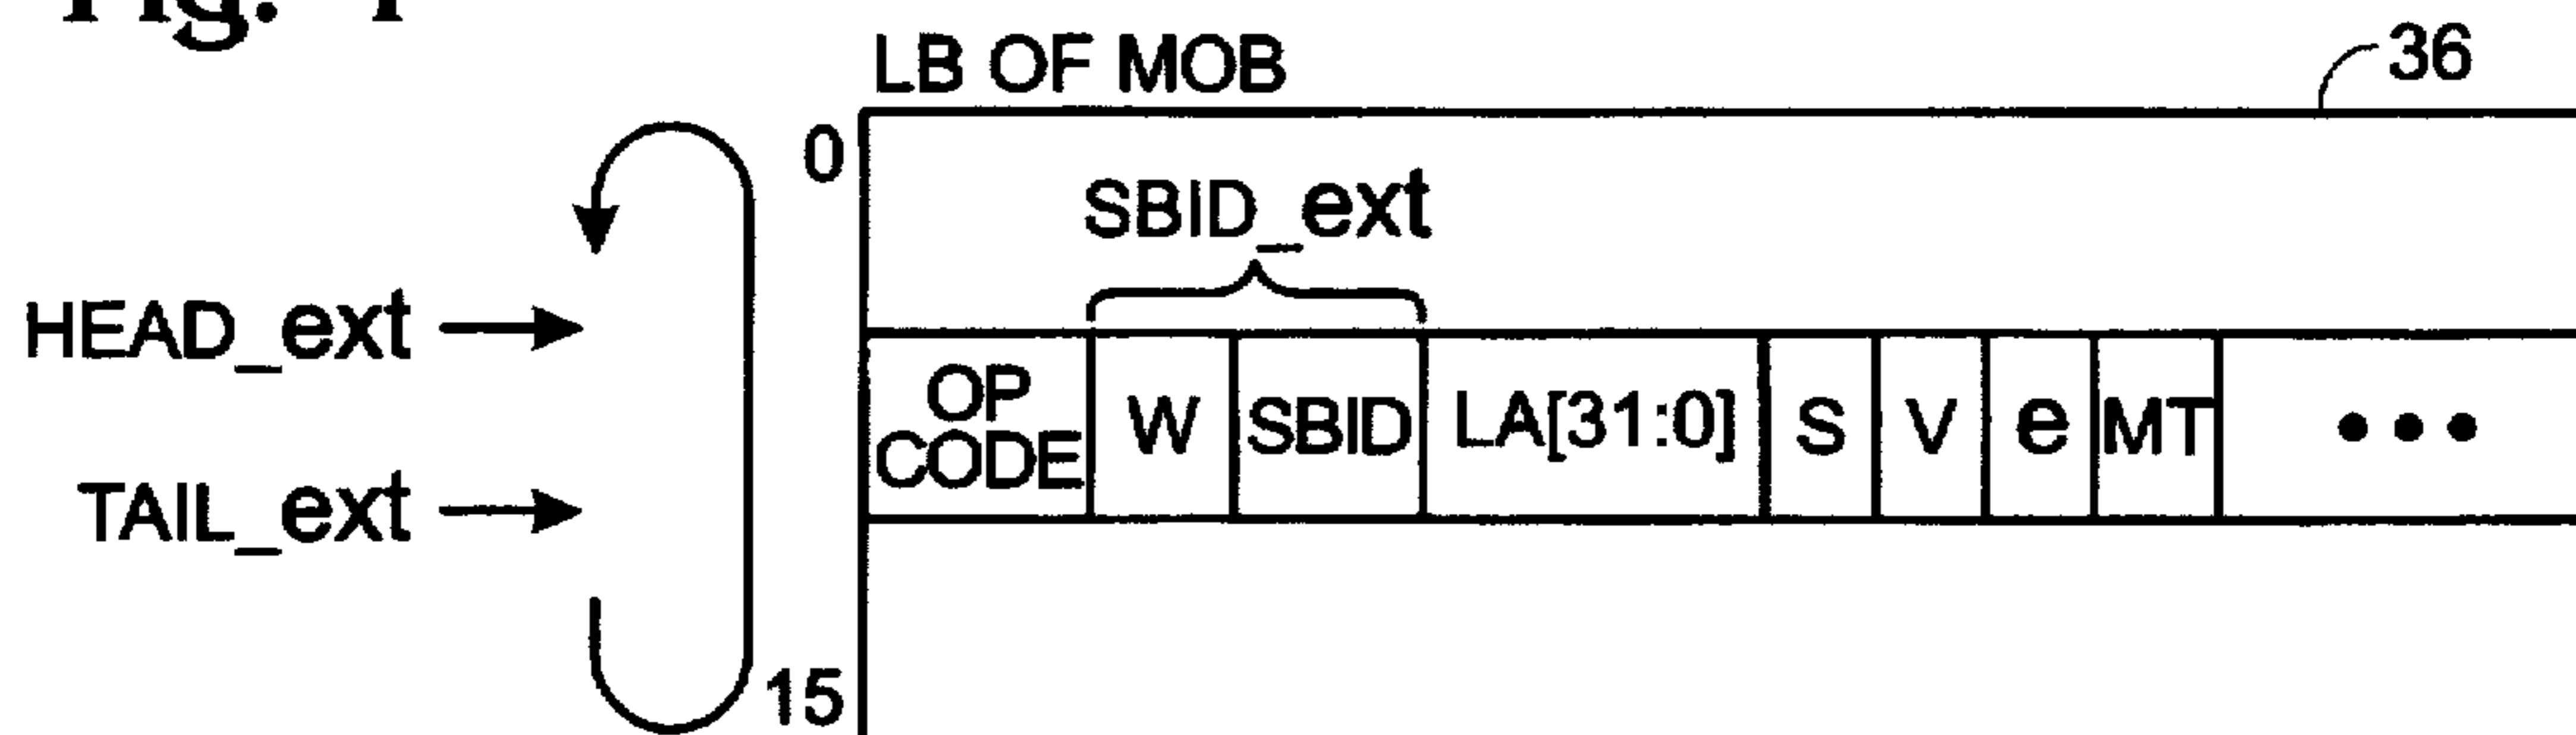 LB OF MOB
36
0
SBID_ext
HEAD_ext
OP CODE W SBID LA[31:0] S V e MT •••
TAIL_ext
15